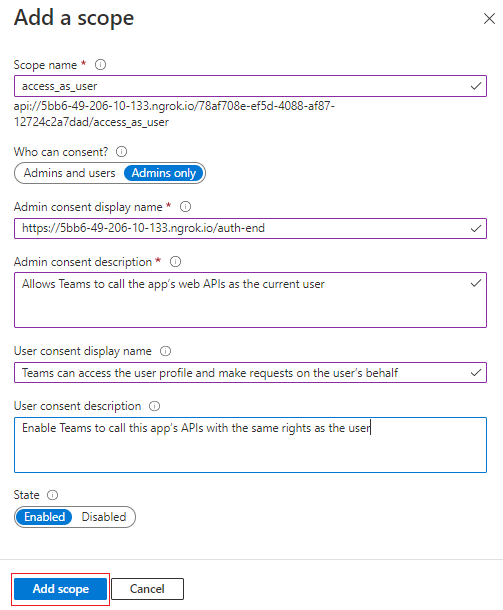 Add a scope
Scope name *
access_as_user
api://5bb6-49-206-10-133.ngrok.io/78af708e-ef5d-4088-af87-
12724c2a7dad/access_as_user
Who can consent?
Admins and users Admins only
Admin consent display name *
https://5bb6-49-206-10-133.ngrok.io/auth-end
Admin consent description *
Allows Teams to call the app's web APIs as the current user
User consent display name
Teams can access the user profile and make requests on the user's behalf
User consent description
Enable Teams to call this app's APIs with the same rights as the user
State
Enabled Disabled
Add scope Cancel